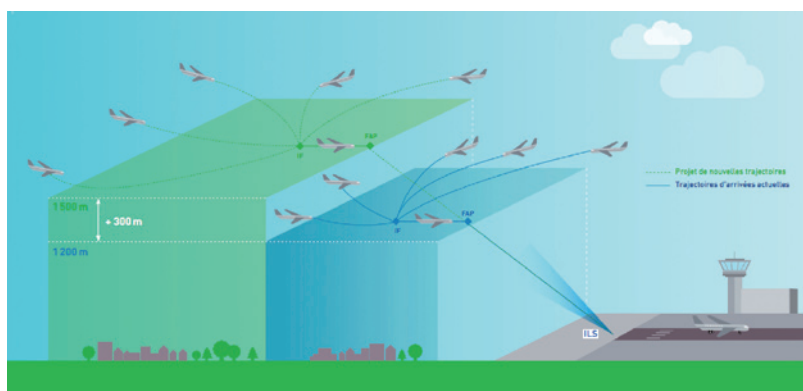 IF
FAP
Projet de nouvelles trajectoires
Trajectoires d'arrivées actuelles
1 500 m
+ 300 m
IF
FAP
1 200 m
ILS